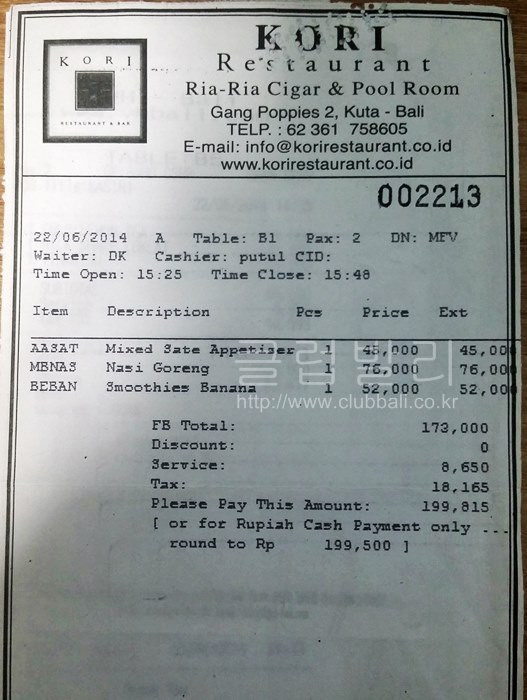 KORI
RESTAURANT & BAR
KORI
Restaurant
Ria-Ria Cigar & Pool Room
Gang Poppies 2, Kuta - Bali
TELP. : 62 361 758605
E-mail: info@korirestaurant.co.id
www.korirestaurant.co.id
002213
22/06/2014 A Table: B1 Pax: 2 DN: MFV
Waiter: DK Cashier: putul CID:
Time Open: 15:25 Time Close: 15:48
Item Description Pcs Price Ext
AASAT Mixed Sate Appetiser 1 45,000 45,000
MBNAS Nasi Goreng 1 76,000 76,000
BEBAN Smoothies Banana 1 52,000 52,000
클럽발리
http://www.clubbali.co.kr
FB Total: 173,000
Discount: 0
Service: 8,650
Tax: 18,165
Please Pay This Amount: 199,815
[ or for Rupiah Cash Payment only ...
round to Rp 199,500 ]